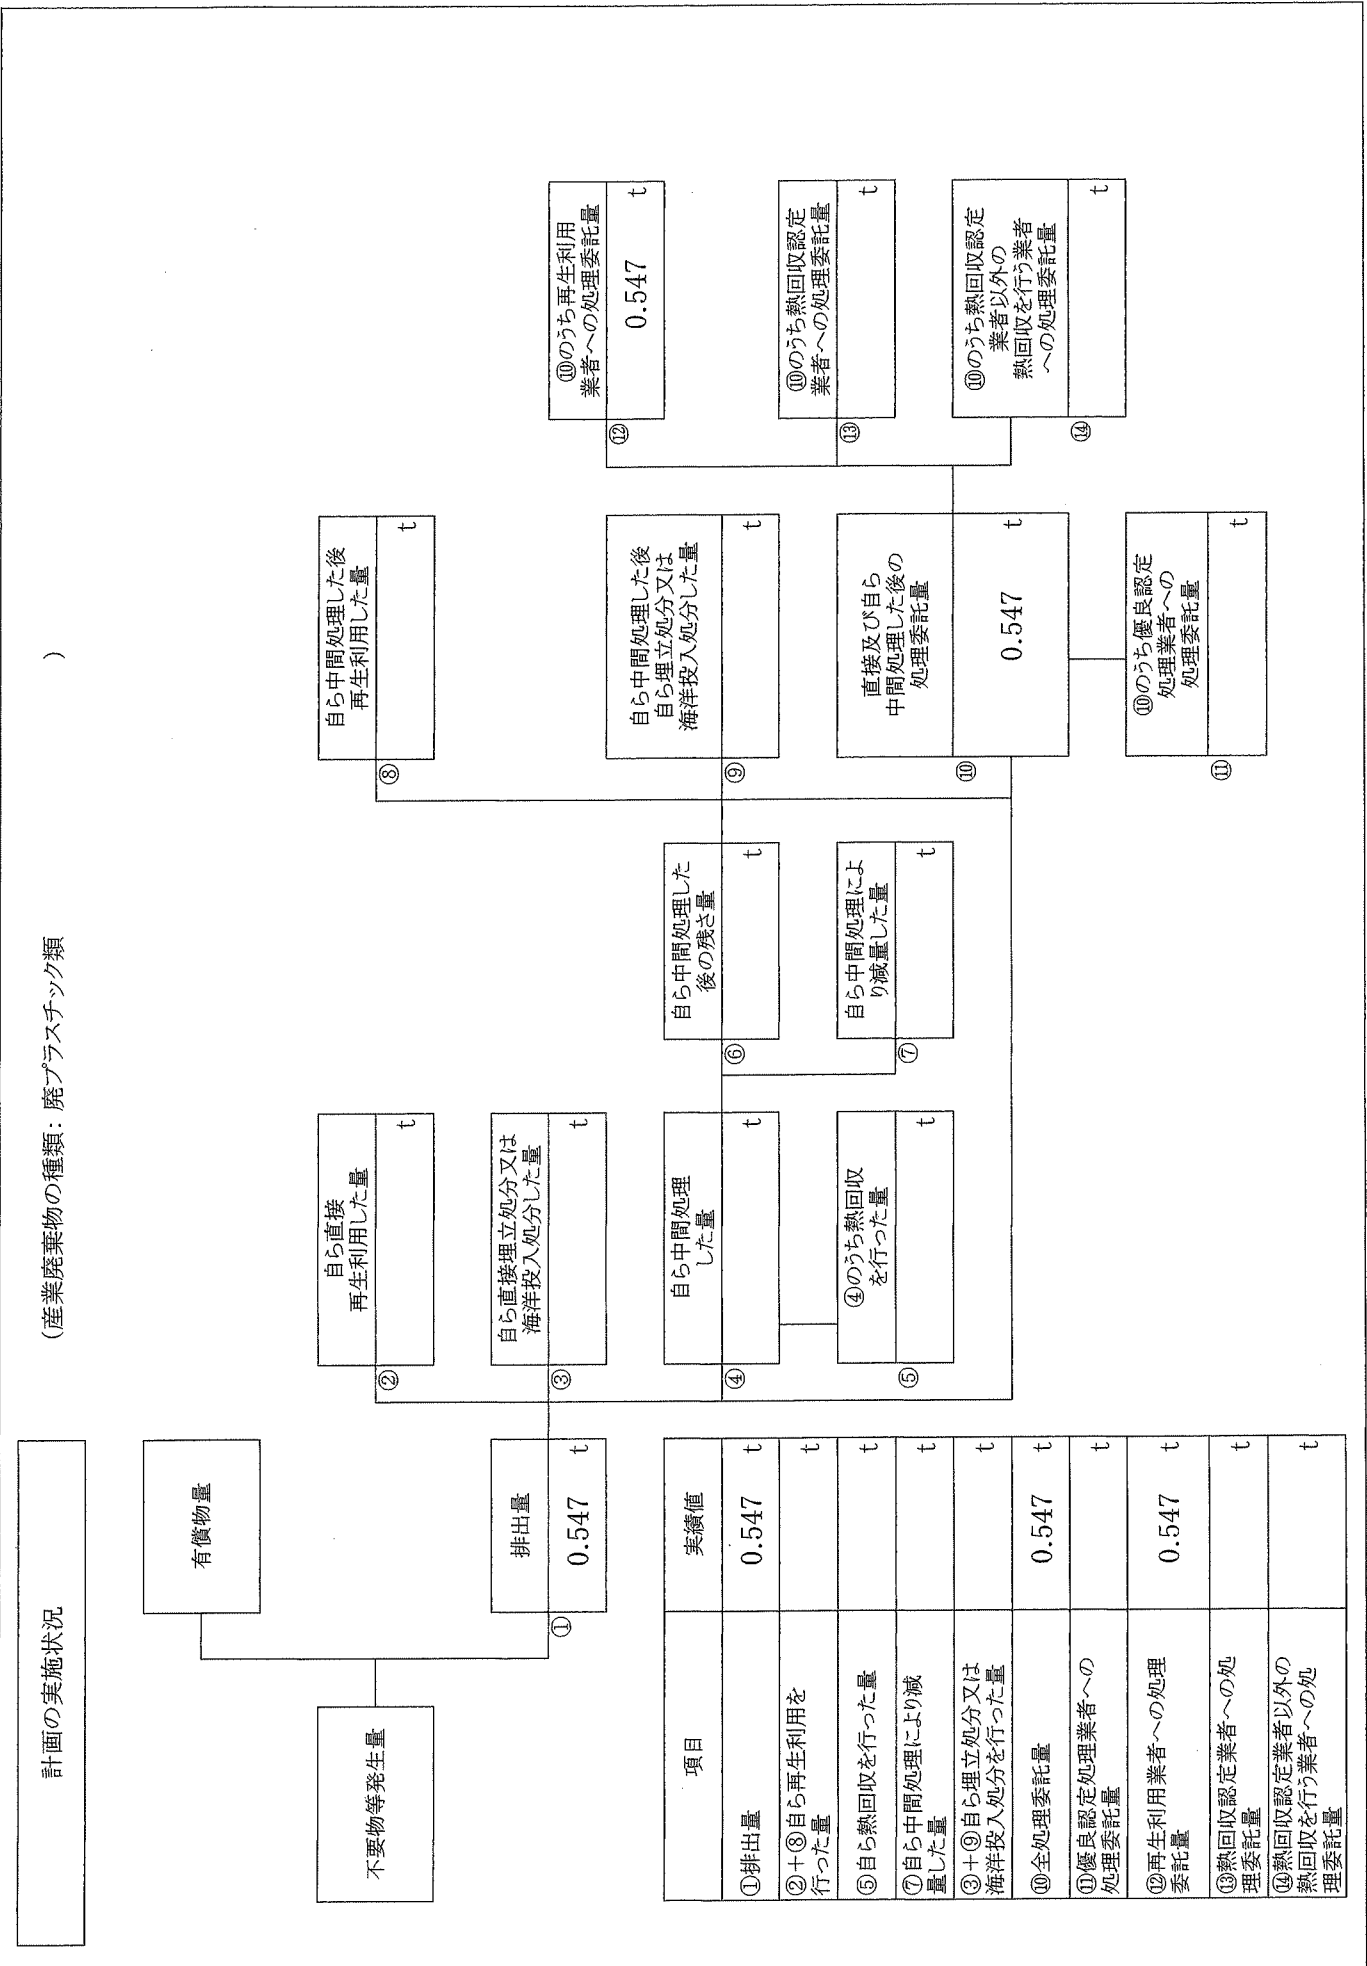 計画の実施状況
(産業廃棄物の種類：廃プラスチック類 )
不要物等発生量
有償物量
①
排出量
0.547 t
②
自ら直接
再生利用した量
t
③
自ら直接埋立処分又は
海洋投入処分した量
t
④
自ら中間処理
した量
t
⑤
④のうち熱回収
を行った量
t
⑥
自ら中間処理した
後の残さ量
t
⑦
自ら中間処理によ
り減量した量
t
⑧
自ら中間処理した後
再生利用した量
t
⑨
自ら中間処理した後
自ら埋立処分又は
海洋投入処分した量
t
⑩
直接及び自ら
中間処理した後の
処理委託量
0.547 t
⑪
⑩のうち優良認定
処理業者への
処理委託量
t
⑫
⑩のうち再生利用
業者への処理委託量
0.547 t
⑬
⑩のうち熱回収認定
業者への処理委託量
t
⑭
⑩のうち熱回収認定
業者以外の
熱回収を行う業者
への処理委託量
t
項目 実績値
①排出量 0.547 t
②＋⑧自ら再生利用を
行った量 t
⑤自ら熱回収を行った量 t
⑦自ら中間処理により減
量した量 t
③＋⑨自ら埋立処分又は
海洋投入処分を行った量 t
⑩全処理委託量 0.547 t
⑪優良認定処理業者への
処理委託量 t
⑫再生利用業者への処理
委託量 0.547 t
⑬熱回収認定業者への処
理委託量 t
⑭熱回収認定業者以外の
熱回収を行う業者への処
理委託量 t